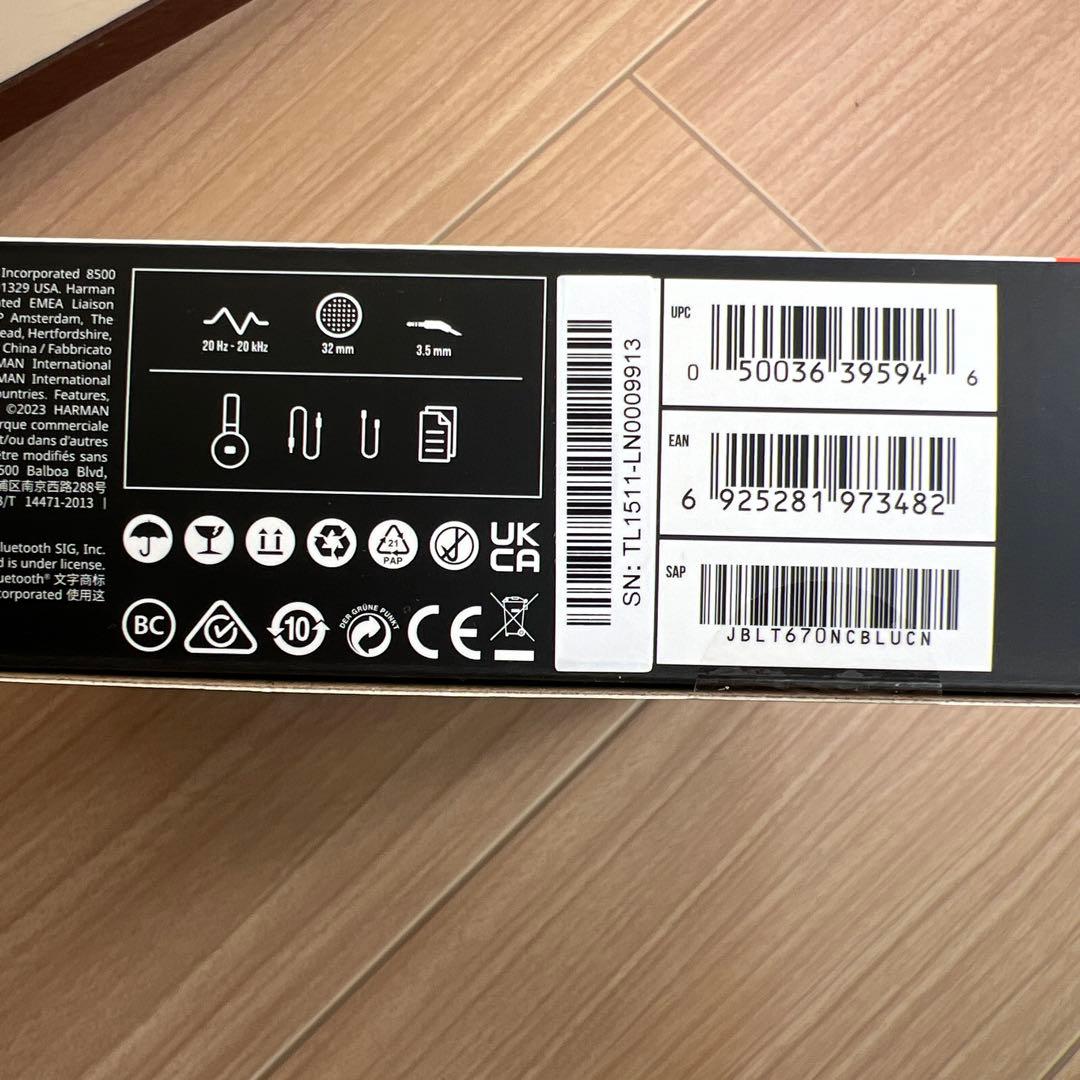 Incorporated 8500
1329 USA. Harman
ted EMEA Liaison
P Amsterdam, The
ead, Hertfordshire,
China / Fabbricato
MAN International
MAN International
ountries. Features,
©2023 HARMAN
rque commerciale
t/ou dans d'autres
être modifiés sans
500 Balboa Blvd,
浦区南京西路288号
B/T 14471-2013 |
luetooth SIG, Inc.
d is under license.
uetooth® 文字商标
corporated 使用这
20 Hz - 20 kHz
32 mm
3.5 mm
21
PAP
UK
CA
BC
10
DER GRÜNE PUNKT
CE
SN: TL1511-LN0009913
UPC
0 50036 39594 6
EAN
6 925281 973482
SAP
JBLT670NCBLUCN